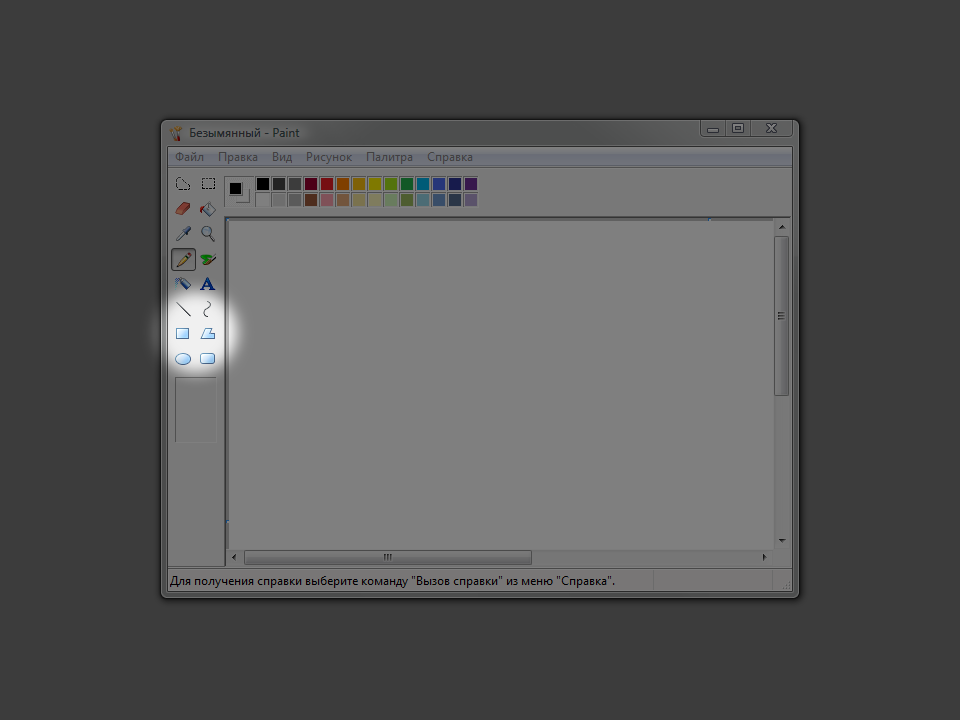 Безымянный - Paint
Файл Правка Вид Рисунок Палитра Справка
Для получения справки выберите команду "Вызов справки" из меню "Справка".